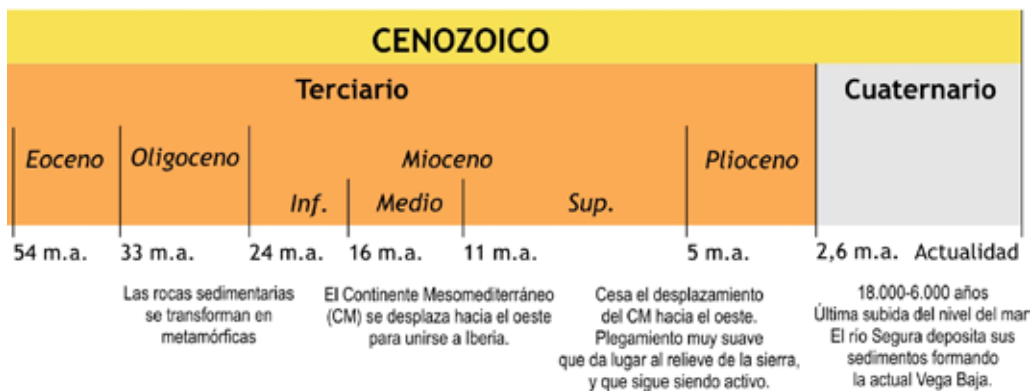 CENOZOICO
Terciario
Cuaternario
Eoceno
Oligoceno
Mioceno
Plioceno
Inf.
Medio
Sup.
54 m.a.
33 m.a.
24 m.a.
16 m.a.
11 m.a.
5 m.a.
2,6 m.a.
Actualidad
Las rocas sedimentarias
se transforman en
metamórficas
El Continente Mesomediterráneo
(CM) se desplaza hacia el oeste
para unirse a Iberia.
Cesa el desplazamiento
del CM hacia el oeste.
Plegamiento muy suave
que da lugar al relieve de la sierra,
y que sigue siendo activo.
18.000-6.000 años
Última subida del nivel del mar
El río Segura deposita sus
sedimentos formando
la actual Vega Baja.